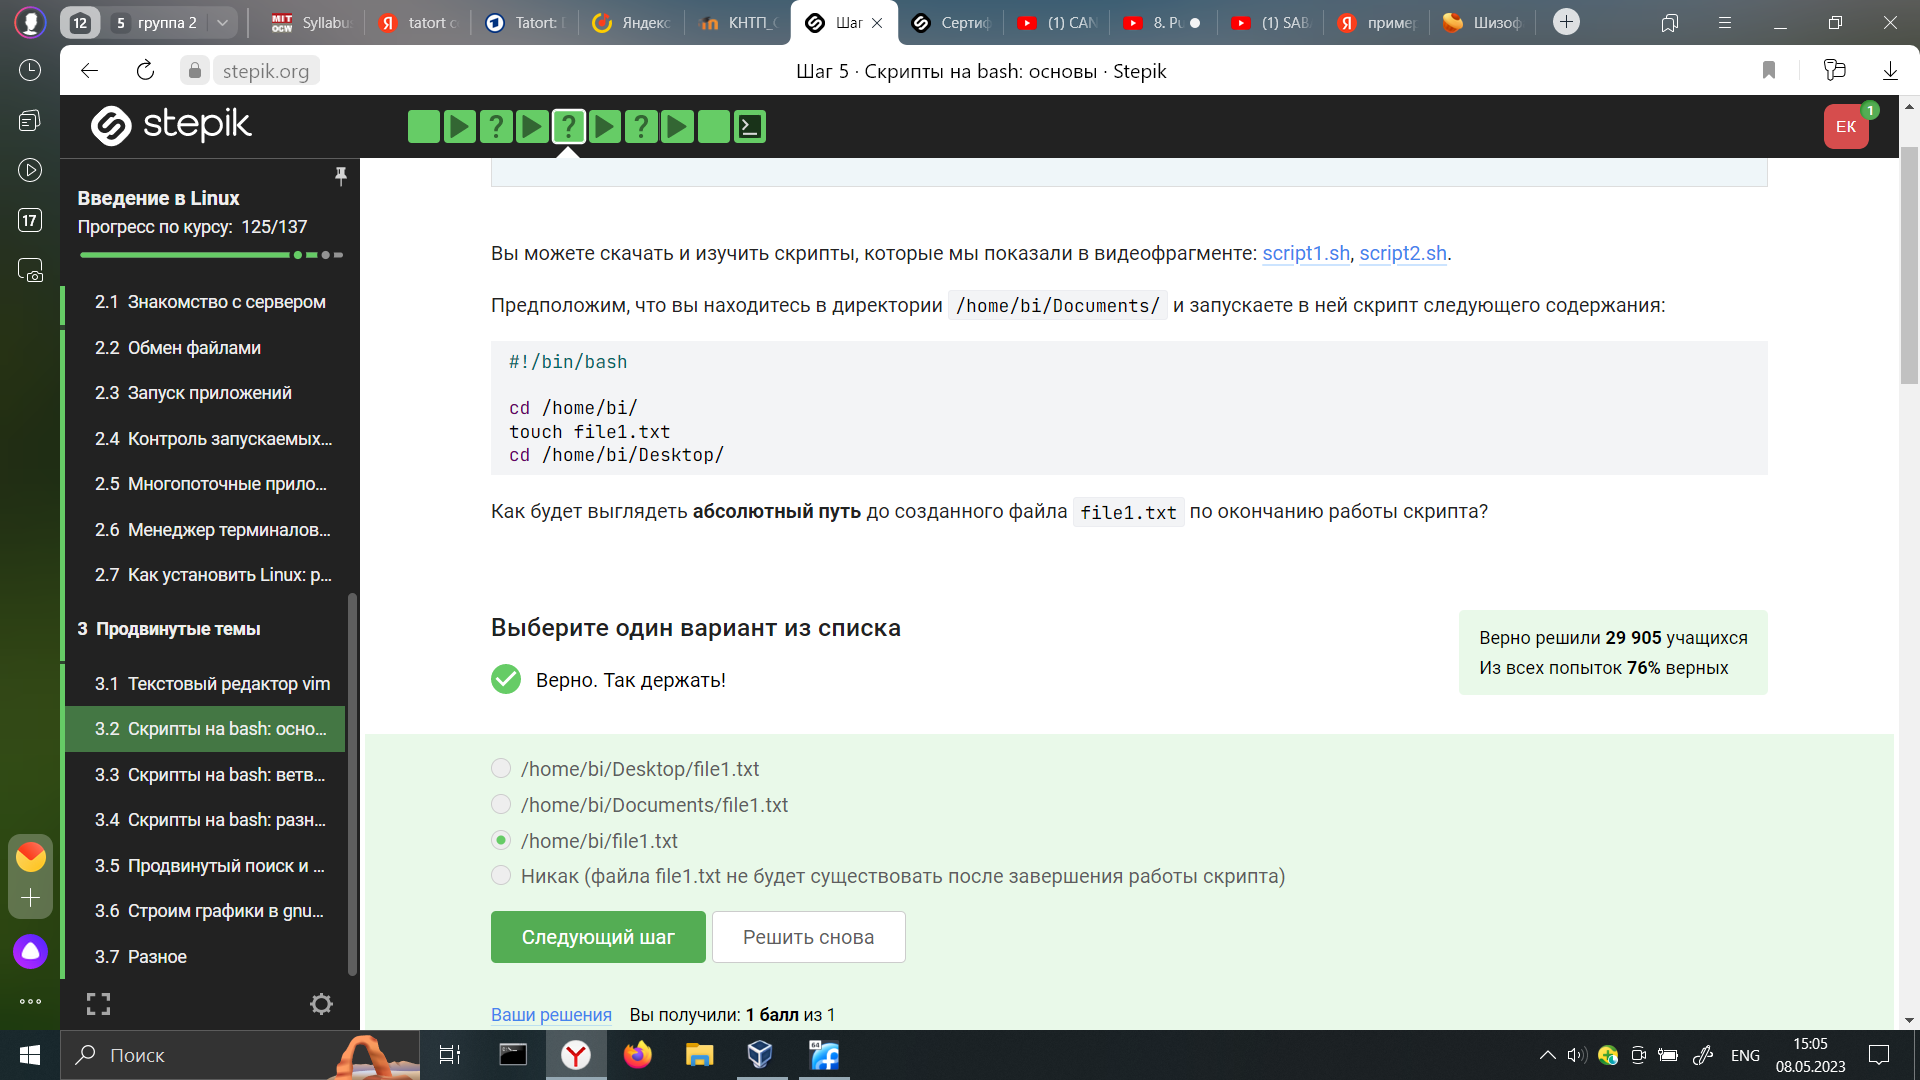 12
5 группа 2
MIT OCW Syllabus
tatort c
Tatort: D
Яндекс
КНТП_С
Шаг
Сертиф
(1) CAN
8. Pu
(1) SAB
пример
Шизоф
stepik.org
Шаг 5 · Скрипты на bash: основы · Stepik
stepik
? ? ?
ЕК
1
17
Введение в Linux
Прогресс по курсу: 125/137
2.1 Знакомство с сервером
2.2 Обмен файлами
2.3 Запуск приложений
2.4 Контроль запускаемых...
2.5 Многопоточные прило...
2.6 Менеджер терминалов...
2.7 Как установить Linux: р...
3 Продвинутые темы
3.1 Текстовый редактор vim
3.2 Скрипты на bash: осно...
3.3 Скрипты на bash: ветв...
3.4 Скрипты на bash: разн...
3.5 Продвинутый поиск и ...
3.6 Строим графики в gnu...
3.7 Разное
Вы можете скачать и изучить скрипты, которые мы показали в видеофрагменте: script1.sh, script2.sh.
Предположим, что вы находитесь в директории /home/bi/Documents/ и запускаете в ней скрипт следующего содержания:
#!/bin/bash
cd /home/bi/
touch file1.txt
cd /home/bi/Desktop/
Как будет выглядеть абсолютный путь до созданного файла file1.txt по окончанию работы скрипта?
Выберите один вариант из списка
Верно. Так держать!
Верно решили 29 905 учащихся
Из всех попыток 76% верных
/home/bi/Desktop/file1.txt
/home/bi/Documents/file1.txt
/home/bi/file1.txt
Никак (файла file1.txt не будет существовать после завершения работы скрипта)
Следующий шаг
Решить снова
Ваши решения Вы получили: 1 балл из 1
Поиск
64
ENG
15:05
08.05.2023